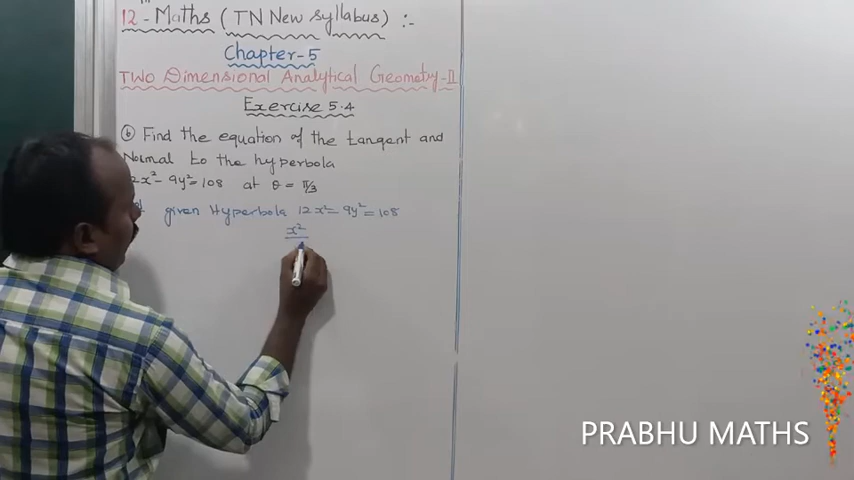 12th - Maths (TN New syllabus) :-
Chapter-5
TWO Dimensional Analytical Geometry-II
Exercise 5.4
⑥ Find the equation of the tangent and
Normal to the hyperbola
2x² - 9y² = 108 at θ = π/3
given Hyperbola 12x² - 9y² = 108
x²
PRABHU MATHS